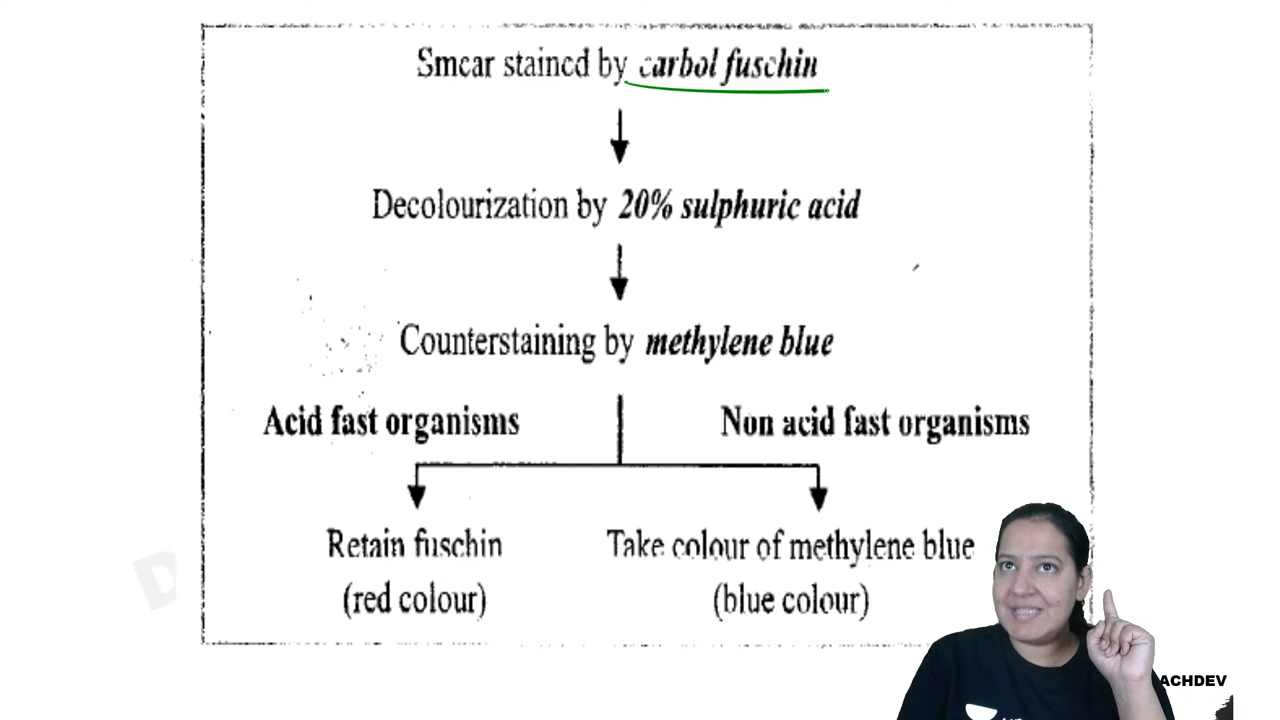 Smear stained by carbol fuschin
Decolourization by 20% sulphuric acid
Counterstaining by methylene blue
Acid fast organisms
Non acid fast organisms
Retain fuschin
(red colour)
Take colour of methylene blue
(blue colour)
ACHDEV